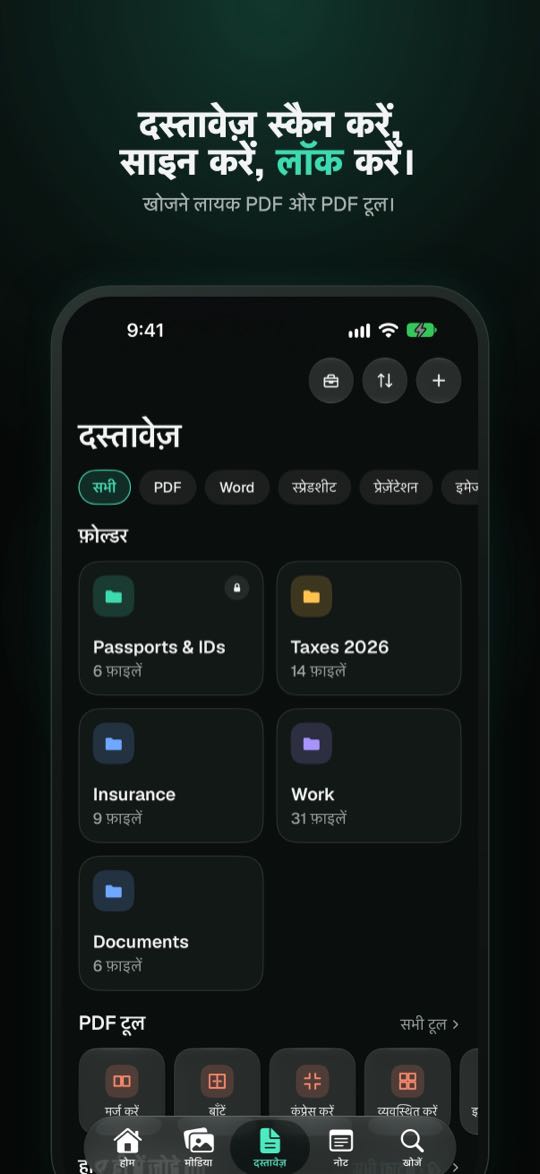 दस्तावेज़ स्कैन करें,
साइन करें, लॉक करें।
खोजने लायक PDF और PDF टूल।
9:41
दस्तावेज़
सभी PDF Word स्प्रेडशीट प्रेज़ेंटेशन
फ़ोल्डर
Passports & IDs Taxes 2026
6 फ़ाइलें 14 फ़ाइलें
Insurance Work
9 फ़ाइलें 31 फ़ाइलें
Documents
6 फ़ाइलें
PDF टूल सभी टूल
मर्ज करें बाँटें कंप्रेस करें व्यवस्थित करें
होम मीडिया दस्तावेज़ नोट खोजें